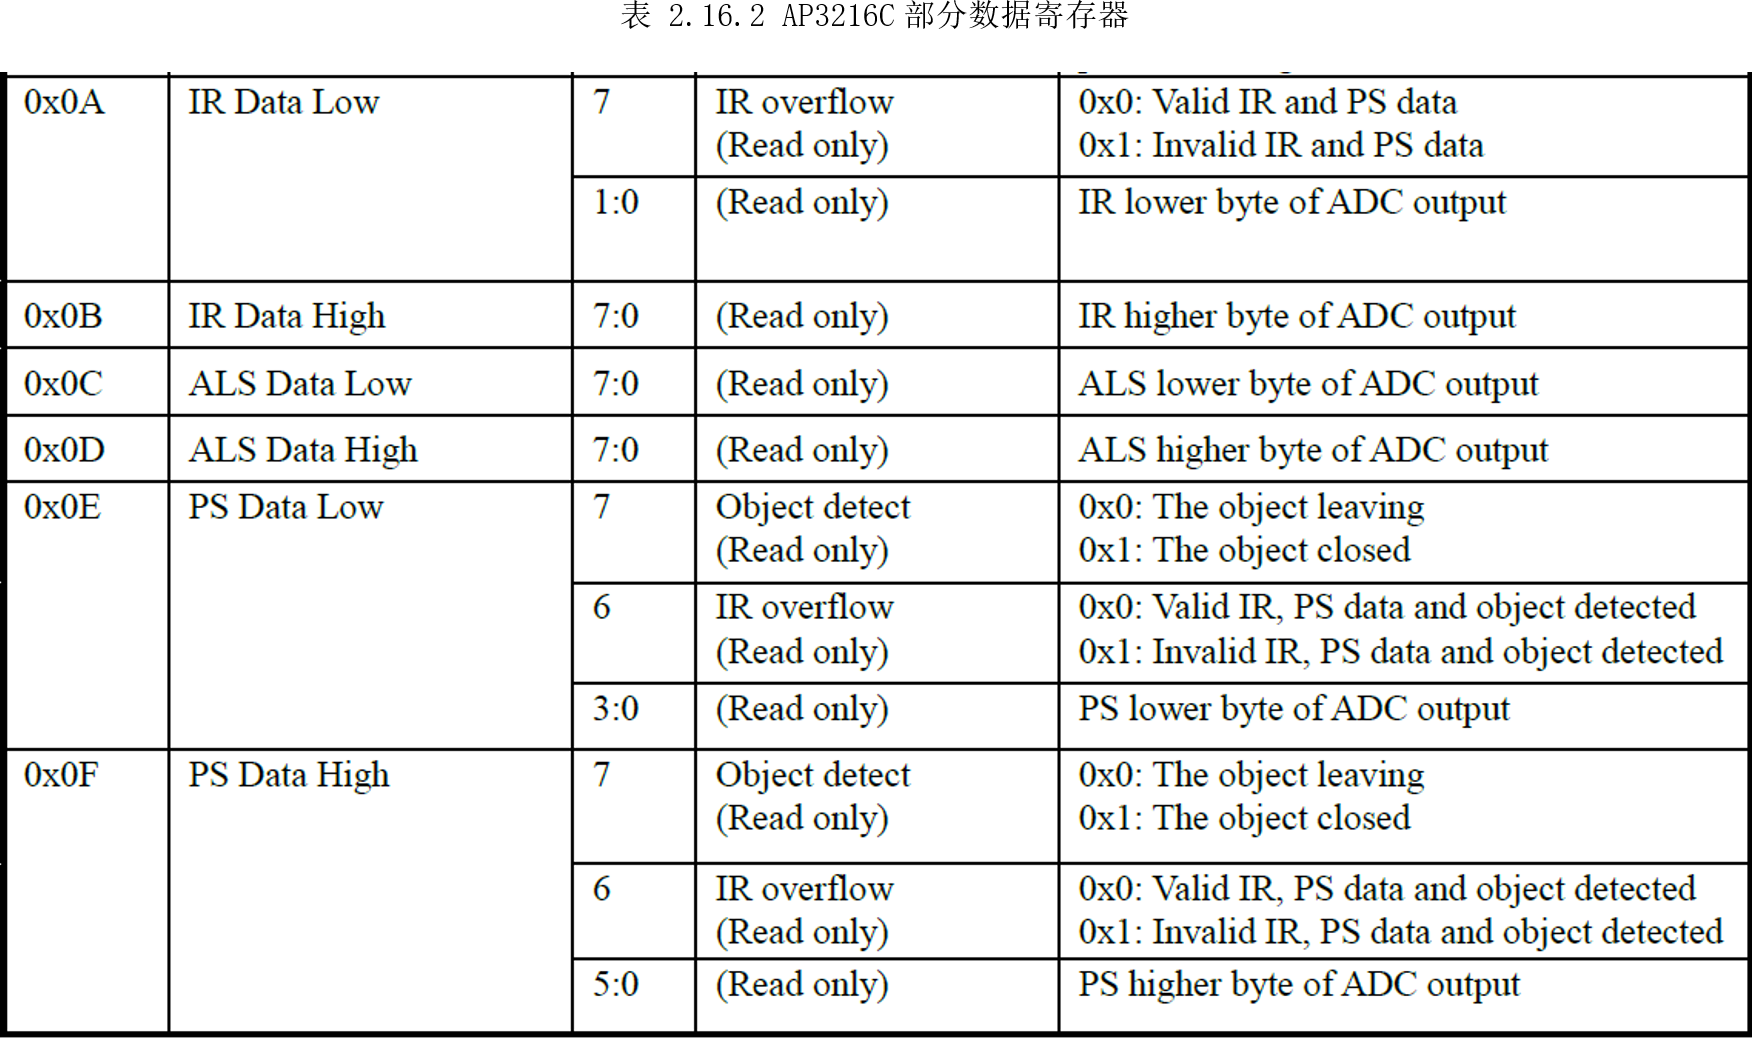 表 2.16.2 AP3216C 部分数据寄存器
0x0A IR Data Low 7 IR overflow 0x0: Valid IR and PS data
(Read only) 0x1: Invalid IR and PS data
1:0 (Read only) IR lower byte of ADC output
0x0B IR Data High 7:0 (Read only) IR higher byte of ADC output
0x0C ALS Data Low 7:0 (Read only) ALS lower byte of ADC output
0x0D ALS Data High 7:0 (Read only) ALS higher byte of ADC output
0x0E PS Data Low 7 Object detect 0x0: The object leaving
(Read only) 0x1: The object closed
6 IR overflow 0x0: Valid IR, PS data and object detected
(Read only) 0x1: Invalid IR, PS data and object detected
3:0 (Read only) PS lower byte of ADC output
0x0F PS Data High 7 Object detect 0x0: The object leaving
(Read only) 0x1: The object closed
6 IR overflow 0x0: Valid IR, PS data and object detected
(Read only) 0x1: Invalid IR, PS data and object detected
5:0 (Read only) PS higher byte of ADC output